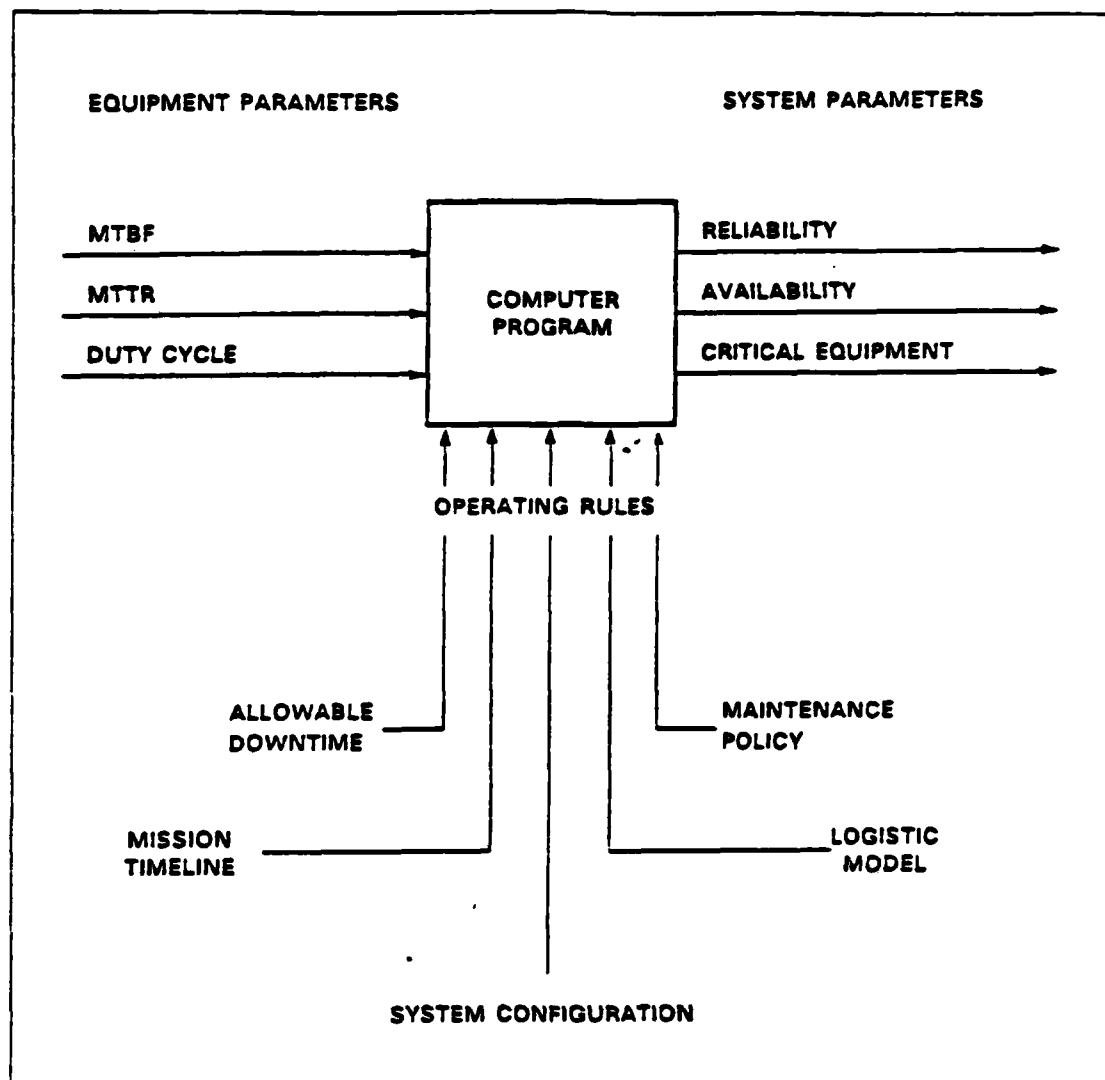 EQUIPMENT PARAMETERS
SYSTEM PARAMETERS
MTBF
MTTR
DUTY CYCLE
COMPUTER
PROGRAM
RELIABILITY
AVAILABILITY
CRITICAL EQUIPMENT
OPERATING RULES
ALLOWABLE
DOWNTIME
MAINTENANCE
POLICY
MISSION
TIMELINE
LOGISTIC
MODEL
SYSTEM CONFIGURATION